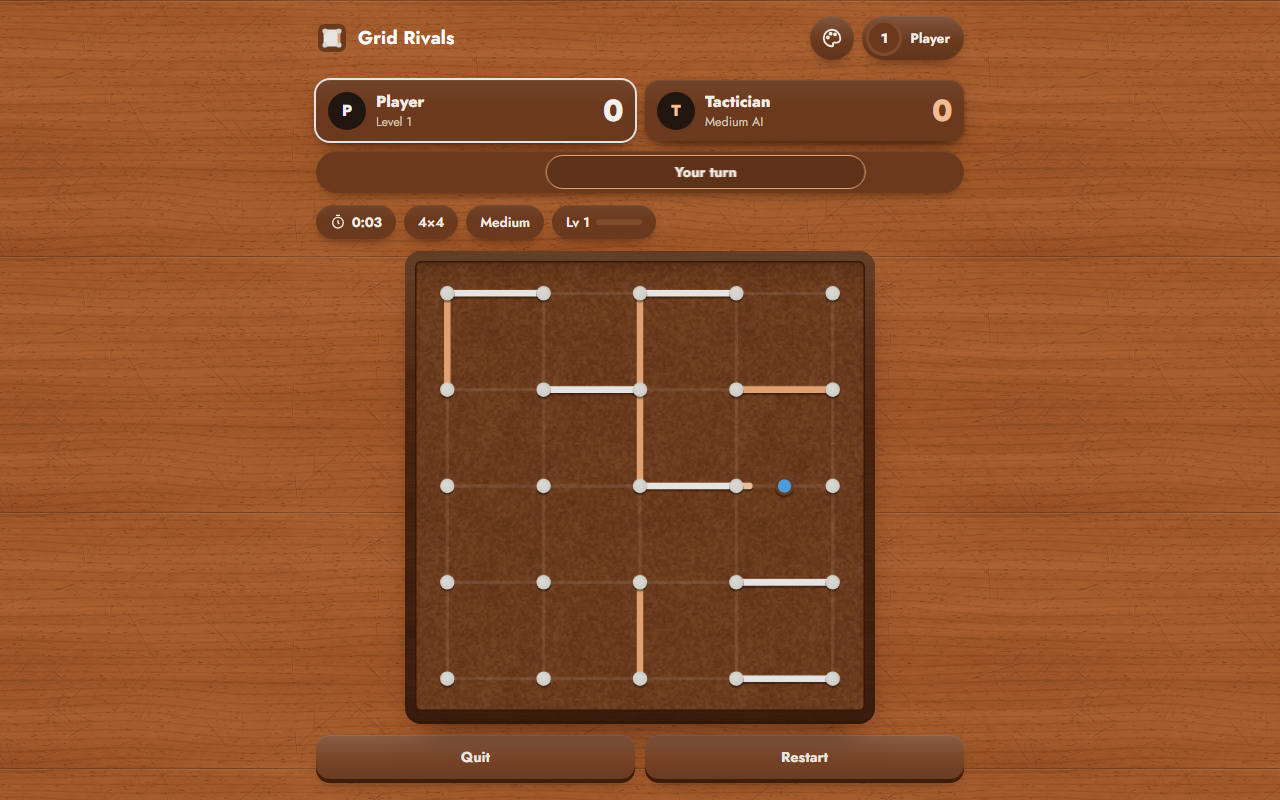 Grid Rivals
1 Player
P Player 0
Level 1
T Tactician 0
Medium AI
Your turn
0:03 4×4 Medium Lv 1
Quit Restart